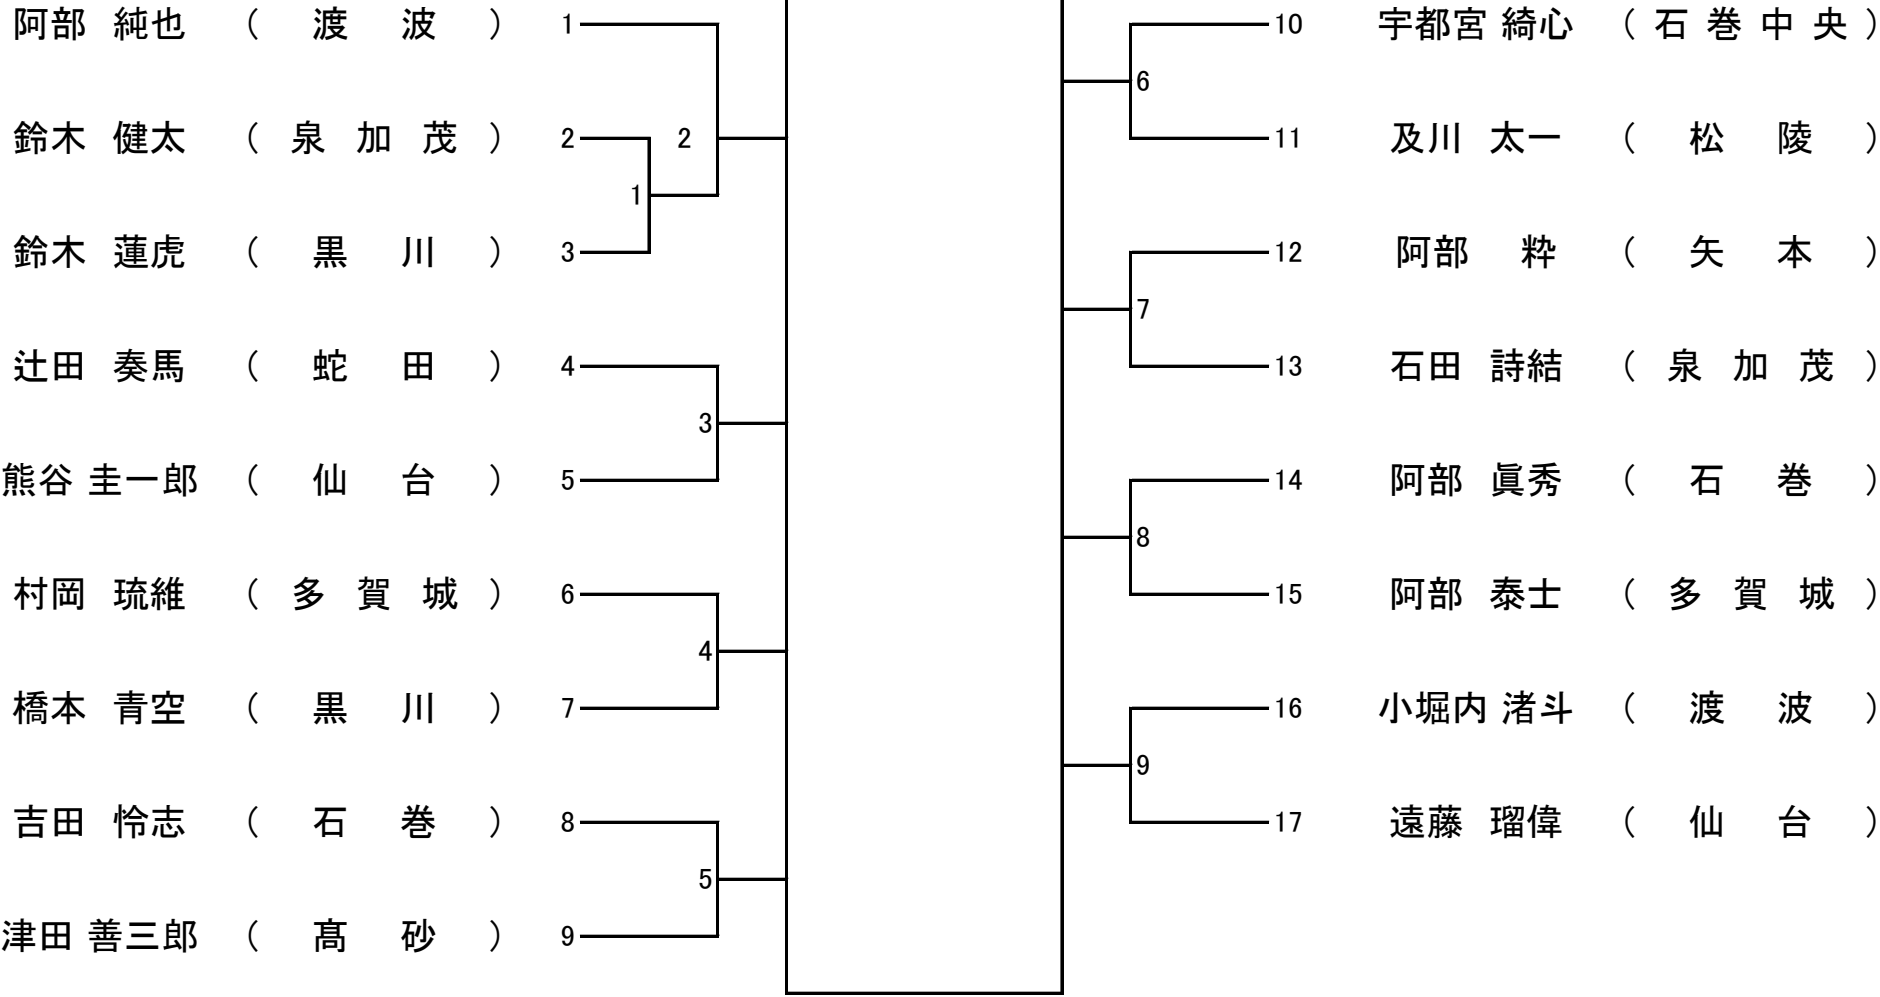 阿部 純也 ( 渡 波 ) 1
鈴木 健太 ( 泉 加 茂 ) 2
鈴木 蓮虎 ( 黒 川 ) 3
辻田 奏馬 ( 蛇 田 ) 4
熊谷 圭一郎 ( 仙 台 ) 5
村岡 琉維 ( 多 賀 城 ) 6
橋本 青空 ( 黒 川 ) 7
吉田 怜志 ( 石 巻 ) 8
津田 善三郎 ( 髙 砂 ) 9
2
1
3
4
5
6
7
8
9
10 宇都宮 綺心 ( 石 巻 中 央 )
11 及川 太一 ( 松 陵 )
12 阿部 粋 ( 矢 本 )
13 石田 詩結 ( 泉 加 茂 )
14 阿部 眞秀 ( 石 巻 )
15 阿部 泰士 ( 多 賀 城 )
16 小堀内 渚斗 ( 渡 波 )
17 遠藤 瑠偉 ( 仙 台 )